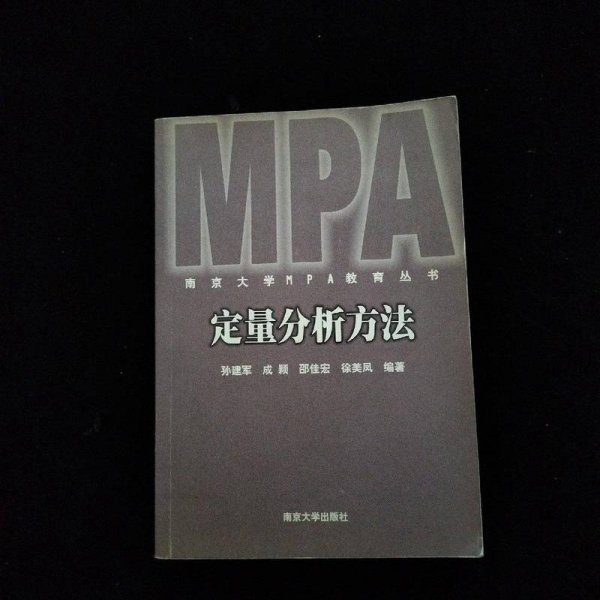 MPA
南京大学MPA教育丛书
定量分析方法
孙建军 成颖 邵佳宏 徐美凤 编著
南京大学出版社